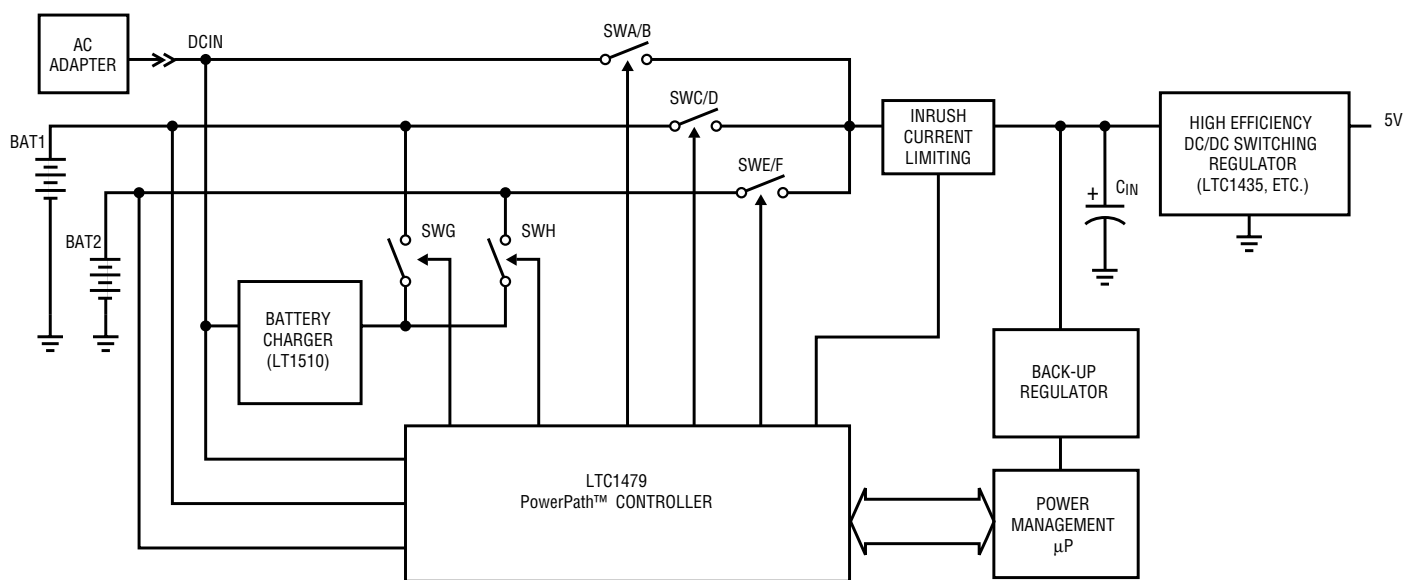 AC
ADAPTER
DCIN
SWA/B
SWC/D
SWE/F
BAT1
BAT2
SWG
SWH
BATTERY
CHARGER
(LT1510)
INRUSH
CURRENT
LIMITING
+
CIN
HIGH EFFICIENCY
DC/DC SWITCHING
REGULATOR
(LTC1435, ETC.)
5V
BACK-UP
REGULATOR
LTC1479
PowerPath™ CONTROLLER
POWER
MANAGEMENT
µP